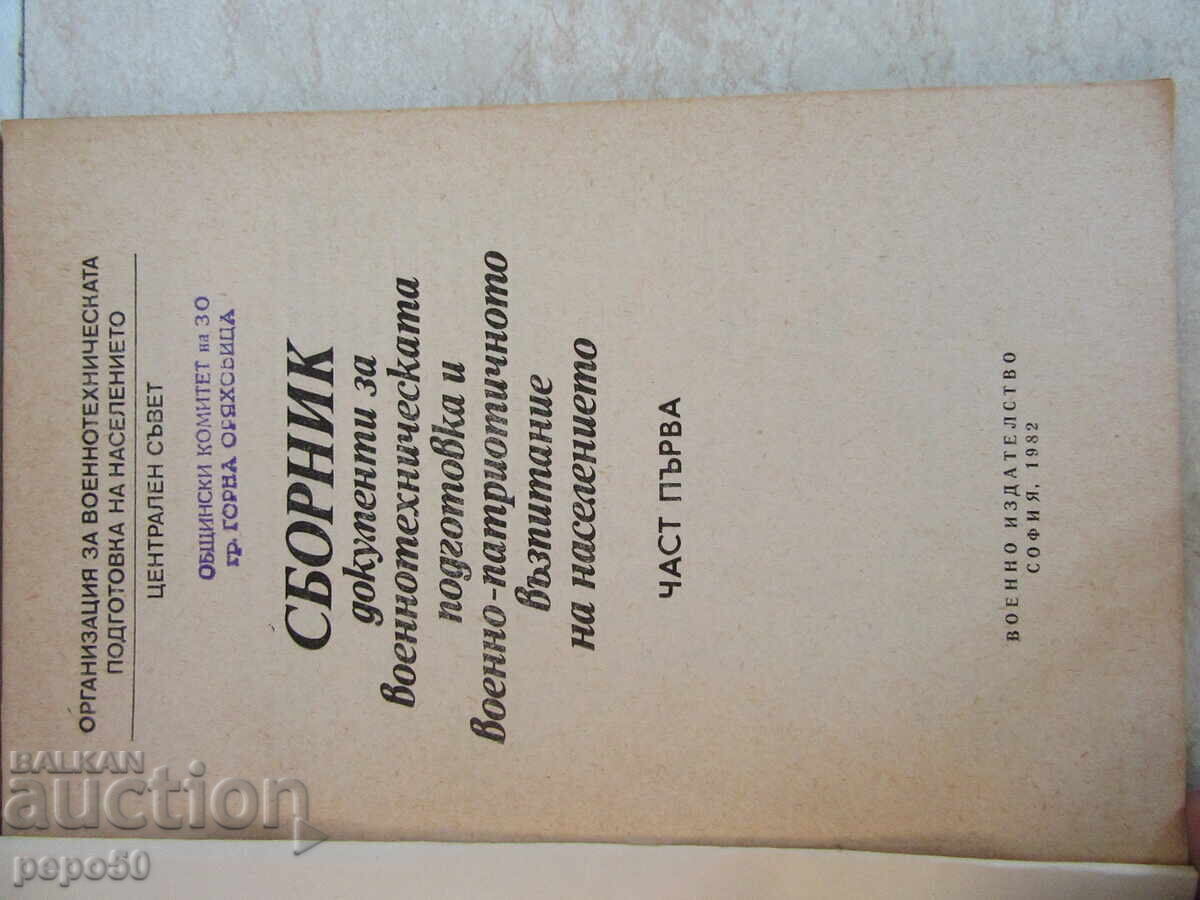 ОРГАНИЗАЦИЯ ЗА ВОЕННОТЕХНИЧЕСКАТА
ПОДГОТОВКА НА НАСЕЛЕНИЕТО
ЦЕНТРАЛЕН СЪВЕТ
ОБЩИНСКИ КОМИТЕТ на ЗО
гр. ГОРНА ОРЯХОВИЦА
СБОРНИК
документи за
военнотехническата
подготовка и
военно-патриотичното
възпитание
на населението
ЧАСТ ПЪРВА
ВОЕННО ИЗДАТЕЛСТВО
СОФИЯ, 1982
BALKAN
auction
pepo50